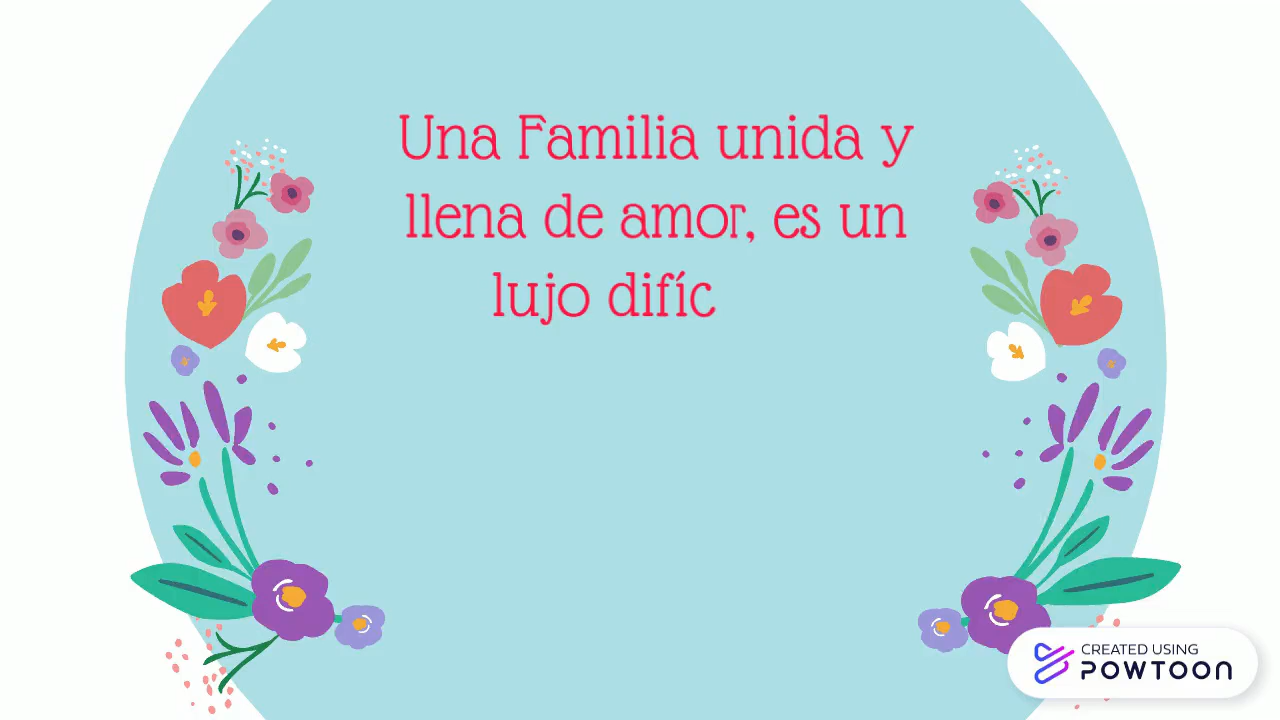 Una Familia unida y
llena de amor, es un
lujo difíc
CREATED USING
POWTOON